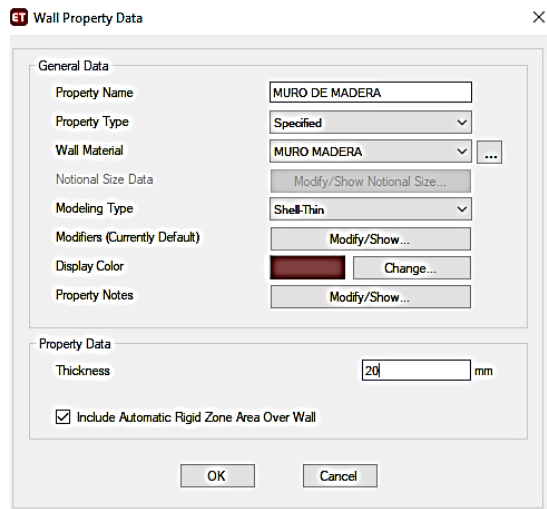 ET Wall Property Data
General Data
Property Name MURO DE MADERA
Property Type Specified
Wall Material MURO MADERA ...
Notional Size Data Modify/Show Notional Size...
Modeling Type Shell-Thin
Modifiers (Currently Default) Modify/Show...
Display Color Change...
Property Notes Modify/Show...
Property Data
Thickness 20 mm
Include Automatic Rigid Zone Area Over Wall
OK Cancel